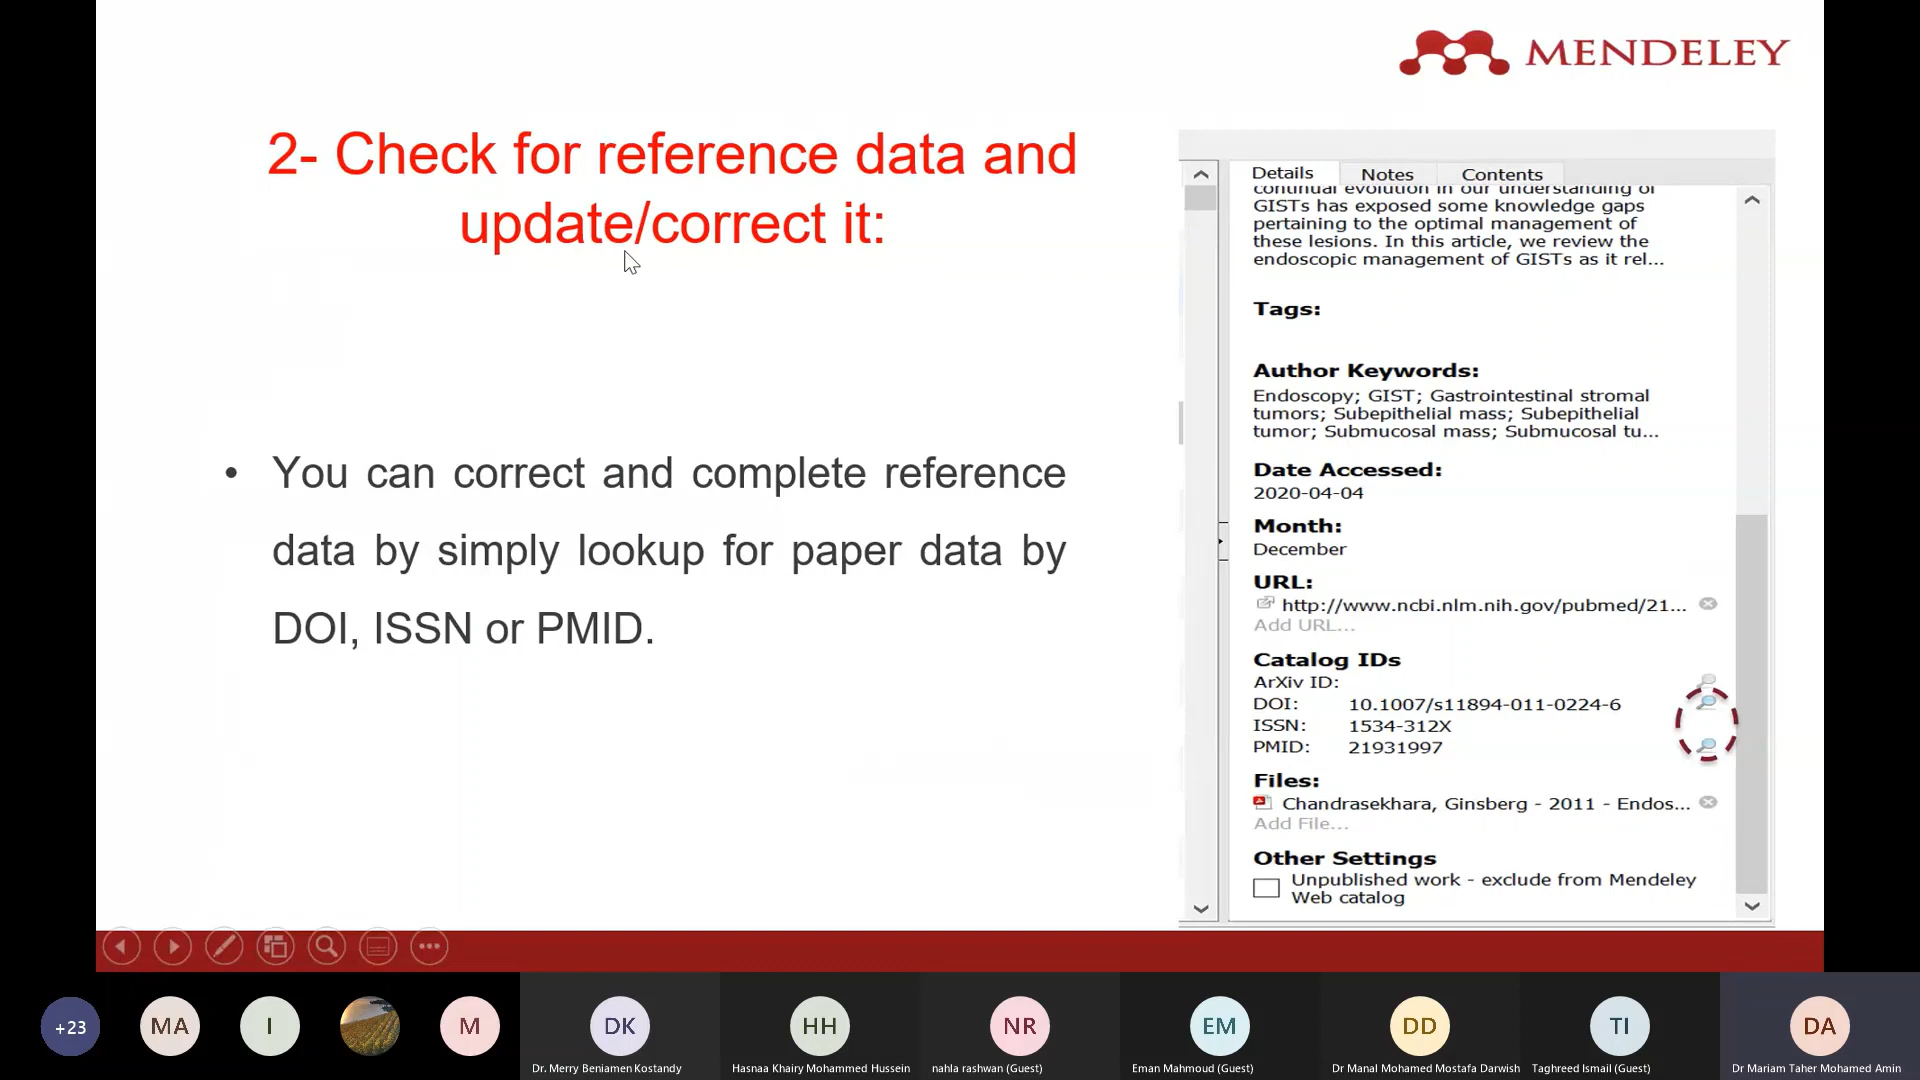 MENDELEY
2- Check for reference data and
update/correct it:
• You can correct and complete reference
data by simply lookup for paper data by
DOI, ISSN or PMID.
Details Notes Contents
continual evolution in our understanding of
GISTs has exposed some knowledge gaps
pertaining to the optimal management of
these lesions. In this article, we review the
endoscopic management of GISTs as it rel...
Tags:
Author Keywords:
Endoscopy; GIST; Gastrointestinal stromal
tumors; Subepithelial mass; Subepithelial
tumor; Submucosal mass; Submucosal tu...
Date Accessed:
2020-04-04
Month:
December
URL:
http://www.ncbi.nlm.nih.gov/pubmed/21...
Add URL...
Catalog IDs
ArXiv ID:
DOI: 10.1007/s11894-011-0224-6
ISSN: 1534-312X
PMID: 21931997
Files:
Chandrasekhara, Ginsberg - 2011 - Endos...
Add File...
Other Settings
Unpublished work - exclude from Mendeley
Web catalog
+23 MA I M DK HH NR EM DD TI DA
Dr. Merry Beniamen Kostandy Hasnaa Khairy Mohammed Hussein nahla rashwan (Guest) Eman Mahmoud (Guest) Dr Manal Mohamed Mostafa Darwish Taghreed Ismail (Guest) Dr Mariam Taher Mohamed Amin